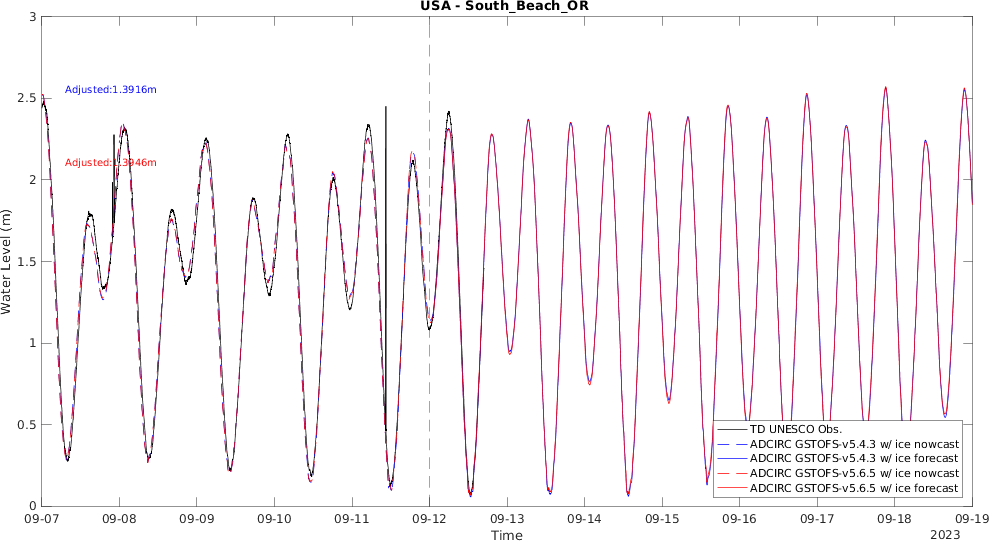 USA - South_Beach_OR
Water Level (m)
3
2.5
2
1.5
1
0.5
0
Adjusted:1.3916m
Adjusted:1.3946m
TD UNESCO Obs.
ADCIRC GSTOFS-v5.4.3 w/ ice nowcast
ADCIRC GSTOFS-v5.4.3 w/ ice forecast
ADCIRC GSTOFS-v5.6.5 w/ ice nowcast
ADCIRC GSTOFS-v5.6.5 w/ ice forecast
09-07 09-08 09-09 09-10 09-11 09-12 09-13 09-14 09-15 09-16 09-17 09-18 09-19
Time
2023